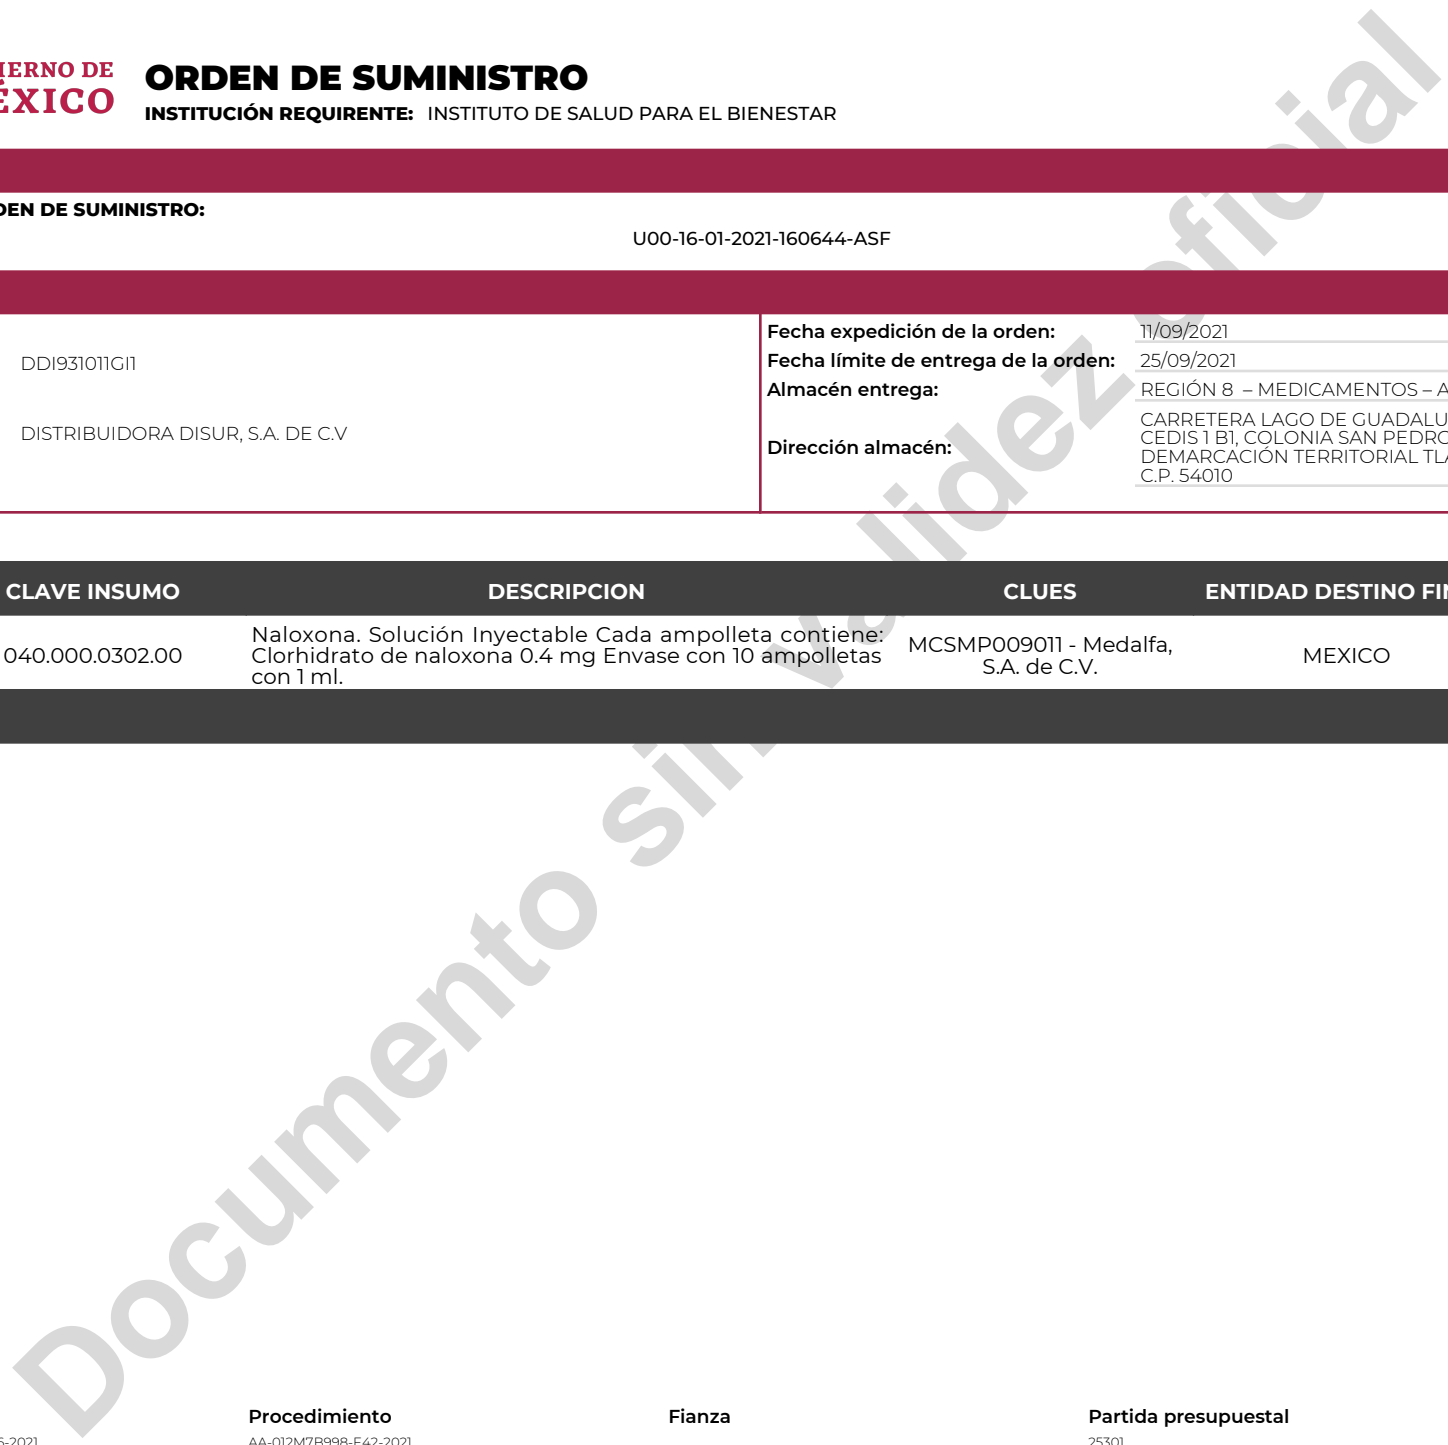 IERNO DE
ÉXICO
ORDEN DE SUMINISTRO
INSTITUCIÓN REQUIRENTE: INSTITUTO DE SALUD PARA EL BIENESTAR
DEN DE SUMINISTRO:
U00-16-01-2021-160644-ASF
DDI931011GI1
DISTRIBUIDORA DISUR, S.A. DE C.V
Fecha expedición de la orden: 11/09/2021
Fecha límite de entrega de la orden: 25/09/2021
Almacén entrega: REGIÓN 8 – MEDICAMENTOS – A
Dirección almacén:
CARRETERA LAGO DE GUADALU
CEDIS 1 B1, COLONIA SAN PEDRO
DEMARCACIÓN TERRITORIAL TLA
C.P. 54010
CLAVE INSUMO DESCRIPCION CLUES ENTIDAD DESTINO FIN
040.000.0302.00
Naloxona. Solución Inyectable Cada ampolleta contiene:
Clorhidrato de naloxona 0.4 mg Envase con 10 ampolletas
con 1 ml.
MCSMP009011 - Medalfa,
S.A. de C.V.
MEXICO
Documento sin validez oficial
Procedimiento Fianza Partida presupuestal
-2021 AA-012M7B998-E42-2021 25301